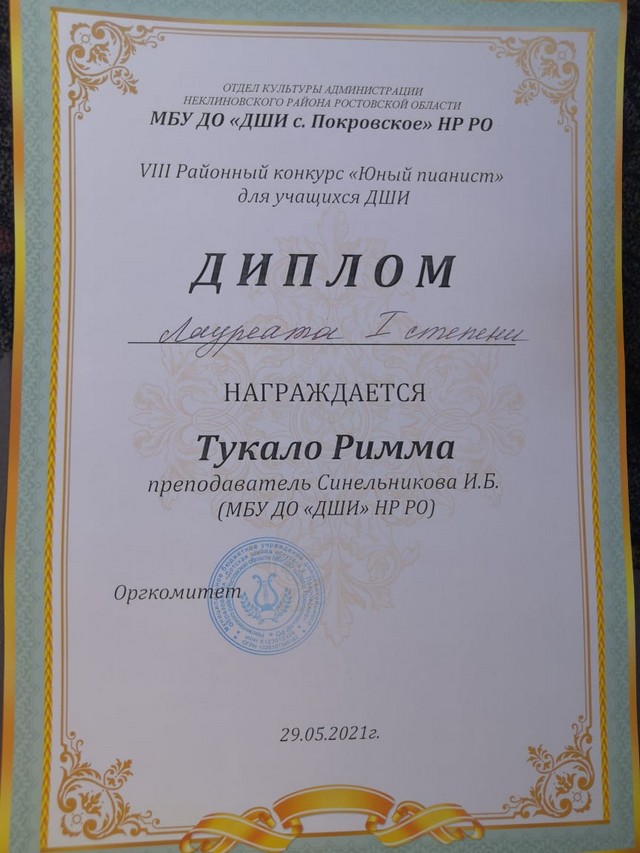 ОТДЕЛ КУЛЬТУРЫ АДМИНИСТРАЦИИ
НЕКЛИНОВСКОГО РАЙОНА РОСТОВСКОЙ ОБЛАСТИ
МБУ ДО «ДШИ с. Покровское» НР РО
VIII Районный конкурс «Юный пианист»
для учащихся ДШИ
ДИПЛОМ
Лауреата I степени
НАГРАЖДАЕТСЯ
Тукало Римма
преподаватель Синельникова И.Б.
(МБУ ДО «ДШИ» НР РО)
Оргкомитет
29.05.2021г.